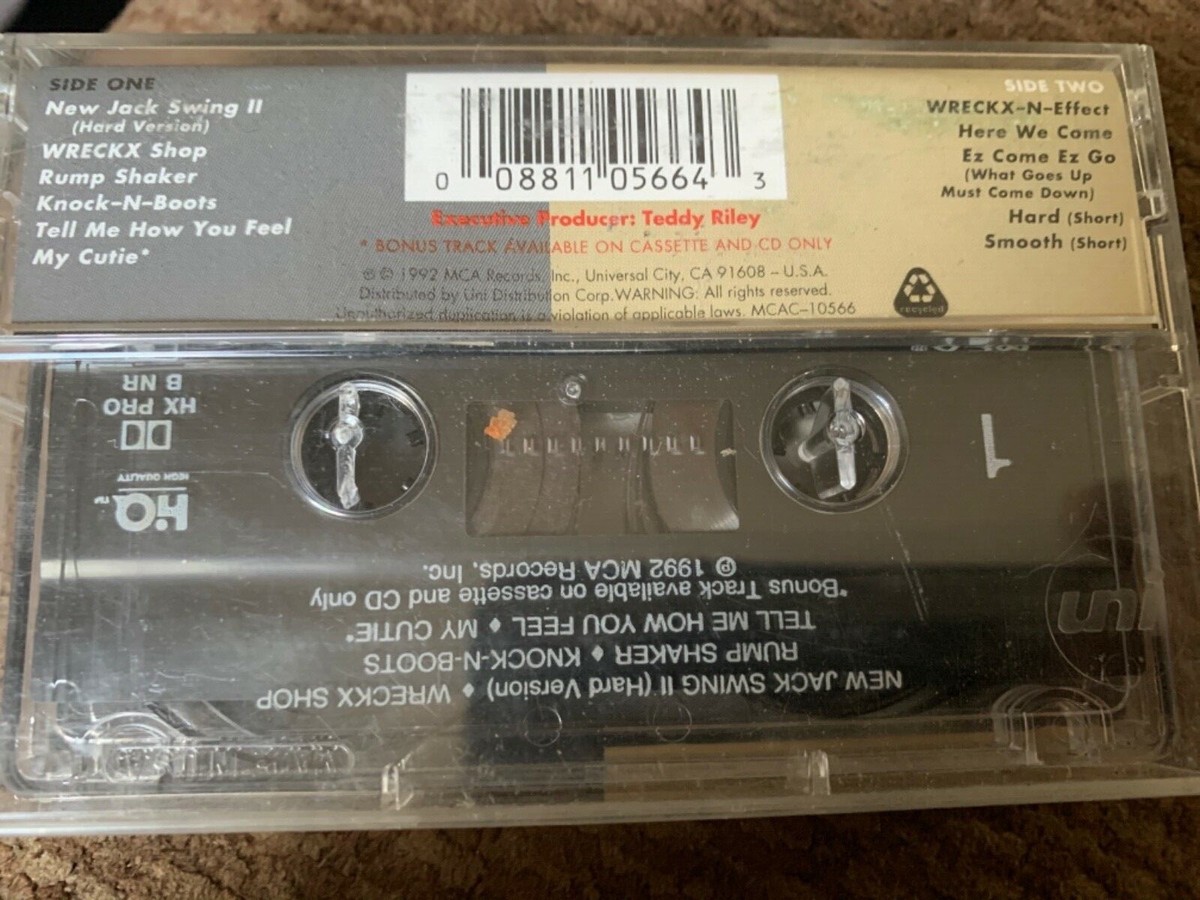 SIDE ONE
New Jack Swing II
(Hard Version)
WRECKX Shop
Rump Shaker
Knock-N-Boots
Tell Me How You Feel
My Cutie*
0 08811 05664 3
Executive Producer: Teddy Riley
* BONUS TRACK AVAILABLE ON CASSETTE AND CD ONLY
℗ © 1992 MCA Records, Inc., Universal City, CA 91608 – U.S.A.
Distributed by Uni Distribution Corp. WARNING: All rights reserved.
Unauthorized duplication is a violation of applicable laws. MCAC–10566
SIDE TWO
WRECKX-N-Effect
Here We Come
Ez Come Ez Go
(What Goes Up
Must Come Down)
Hard (Short)
Smooth (Short)
recycled
NEW JACK SWING II (Hard Version) ♦ WRECKX SHOP
RUMP SHAKER ♦ KNOCK-N-BOOTS
TELL ME HOW YOU FEEL ♦ MY CUTIE*
*Bonus Track available on cassette and CD only
℗ 1992 MCA Records, Inc.
1
HiQ TM
HIGH QUALITY
HX PRO
B NR